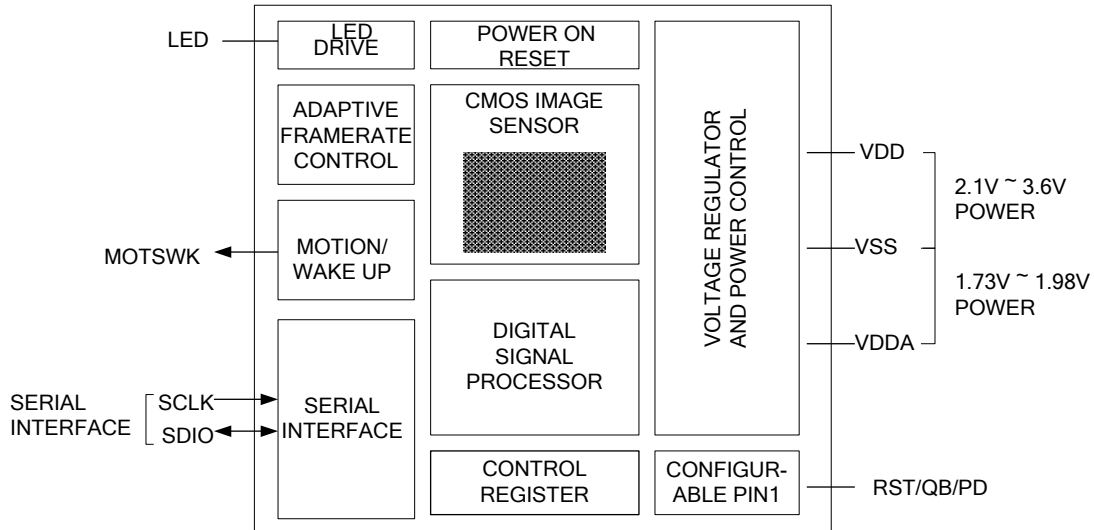 LED
LED
DRIVE
POWER ON
RESET
ADAPTIVE
FRAMERATE
CONTROL
CMOS IMAGE
SENSOR
VOLTAGE REGULATOR
AND POWER CONTROL
VDD
2.1V ~ 3.6V
POWER
MOTSWK
MOTION/
WAKE UP
VSS
1.73V ~ 1.98V
POWER
DIGITAL
SIGNAL
PROCESSOR
VDDA
SERIAL
INTERFACE
SCLK
SDIO
SERIAL
INTERFACE
CONTROL
REGISTER
CONFIGUR-
ABLE PIN1
RST/QB/PD